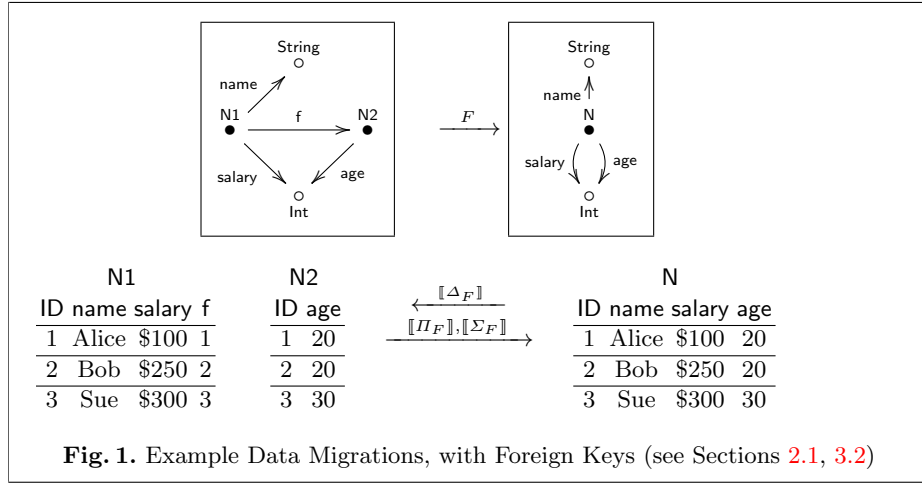 String
String
name
name
N1
f
N2
F
N
salary
age
salary
age
Int
Int
N1
N2
N
ID name salary f
ID age
⟦Δ_F⟧
ID name salary age
1 Alice $100 1
1 20
⟦Π_F⟧,⟦Σ_F⟧
1 Alice $100 20
2 Bob $250 2
2 20
2 Bob $250 20
3 Sue $300 3
3 30
3 Sue $300 30
Fig. 1. Example Data Migrations, with Foreign Keys (see Sections 2.1, 3.2)